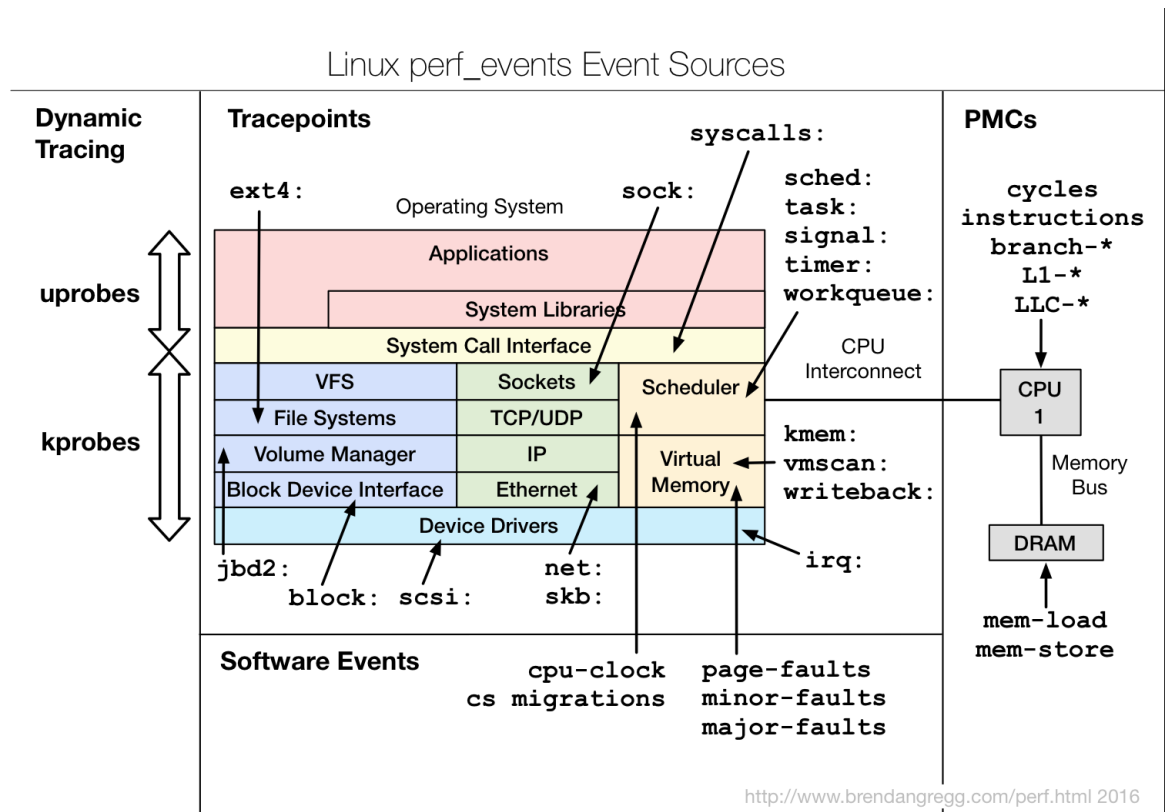 Linux perf_events Event Sources
Dynamic
Tracing
uprobes
kprobes
Tracepoints
syscalls:
ext4:
sock:
Operating System
sched:
task:
signal:
timer:
workqueue:
Applications
System Libraries
System Call Interface
VFS
Sockets
Scheduler
File Systems
TCP/UDP
Volume Manager
IP
Virtual
Memory
Block Device Interface
Ethernet
Device Drivers
CPU
Interconnect
kmem:
vmscan:
writeback:
irq:
jbd2:
block:
scsi:
net:
skb:
Software Events
cpu-clock
cs migrations
page-faults
minor-faults
major-faults
PMCs
cycles
instructions
branch-*
L1-*
LLC-*
CPU
1
Memory
Bus
DRAM
mem-load
mem-store
http://www.brendangregg.com/perf.html 2016